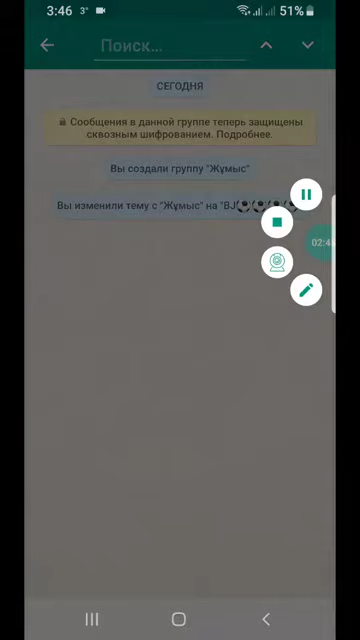 3:46 3° 51%
Поиск...
СЕГОДНЯ
Сообщения в данной группе теперь защищены
сквозным шифрованием. Подробнее.
Вы создали группу "Жұмыс"
Вы изменили тему с "Жұмыс" на "BJ⚽⚽⚽⚽